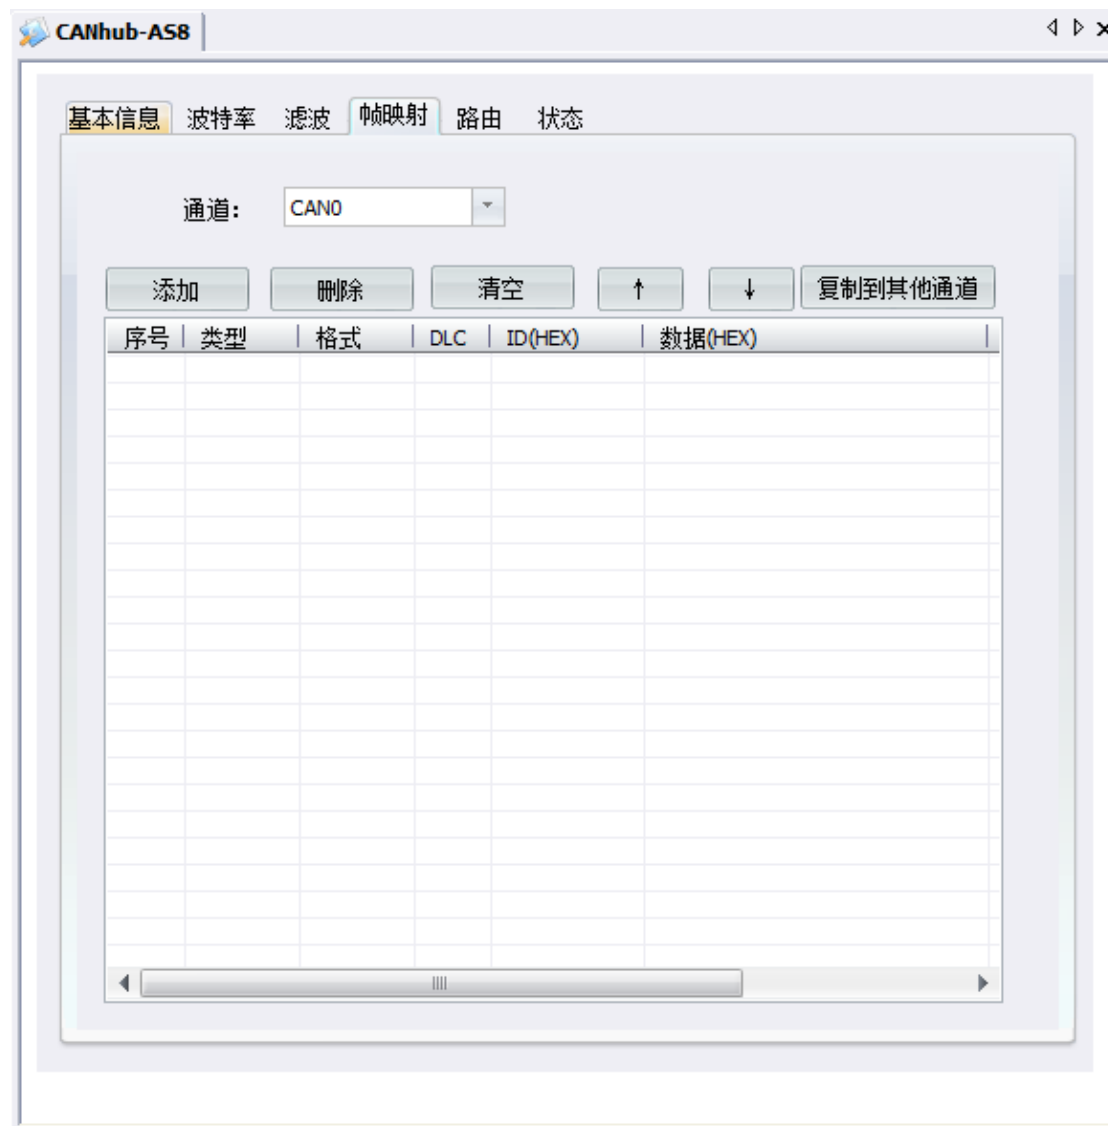 CANhub-AS8
基本信息 波特率 滤波 帧映射 路由 状态
通道： CAN0
添加 删除 清空 ↑ ↓ 复制到其他通道
序号 类型 格式 DLC ID(HEX) 数据(HEX)